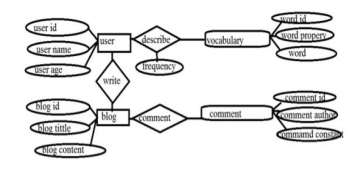 user id
word id
user
describe
vocabulary
word propery
user name
user age
word
frequency
write
blog id
comment id
blog
comment
comment
comment author
blog tittle
commamd constant
blog content